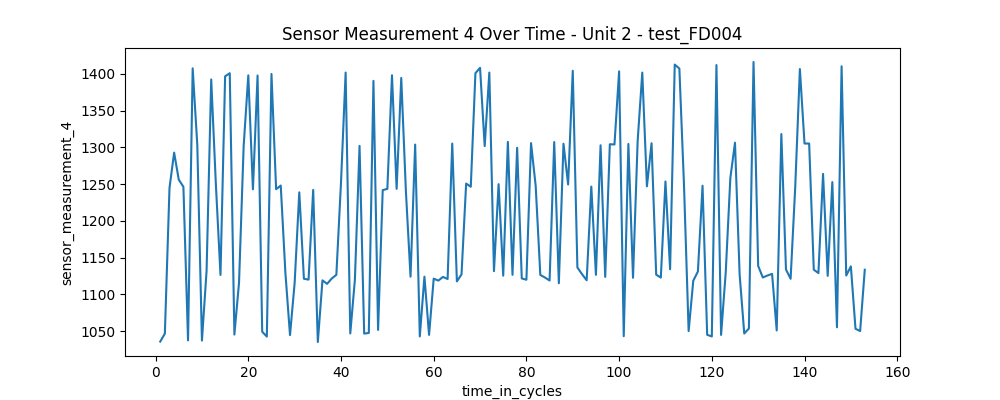 Sensor Measurement 4 Over Time - Unit 2 - test_FD004
sensor_measurement_4
1400
1350
1300
1250
1200
1150
1100
1050
0 20 40 60 80 100 120 140 160
time_in_cycles